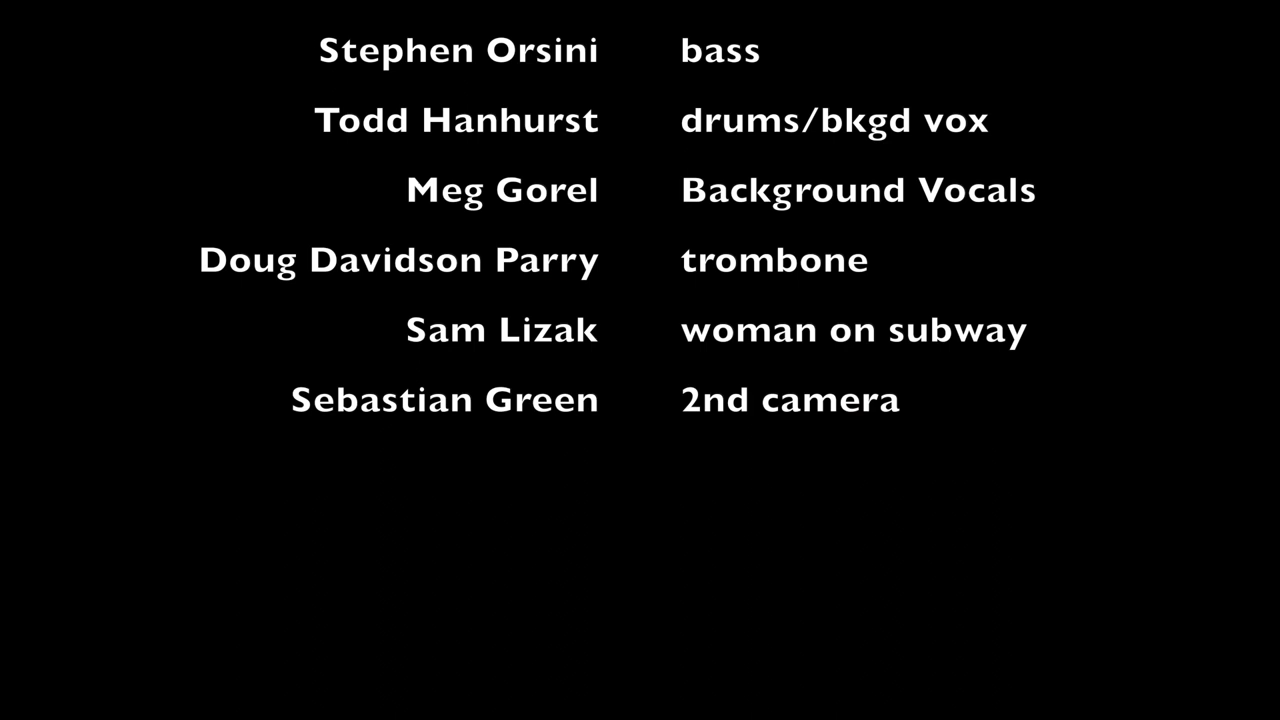 Stephen Orsini bass
Todd Hanhurst drums/bkgd vox
Meg Gorel Background Vocals
Doug Davidson Parry trombone
Sam Lizak woman on subway
Sebastian Green 2nd camera